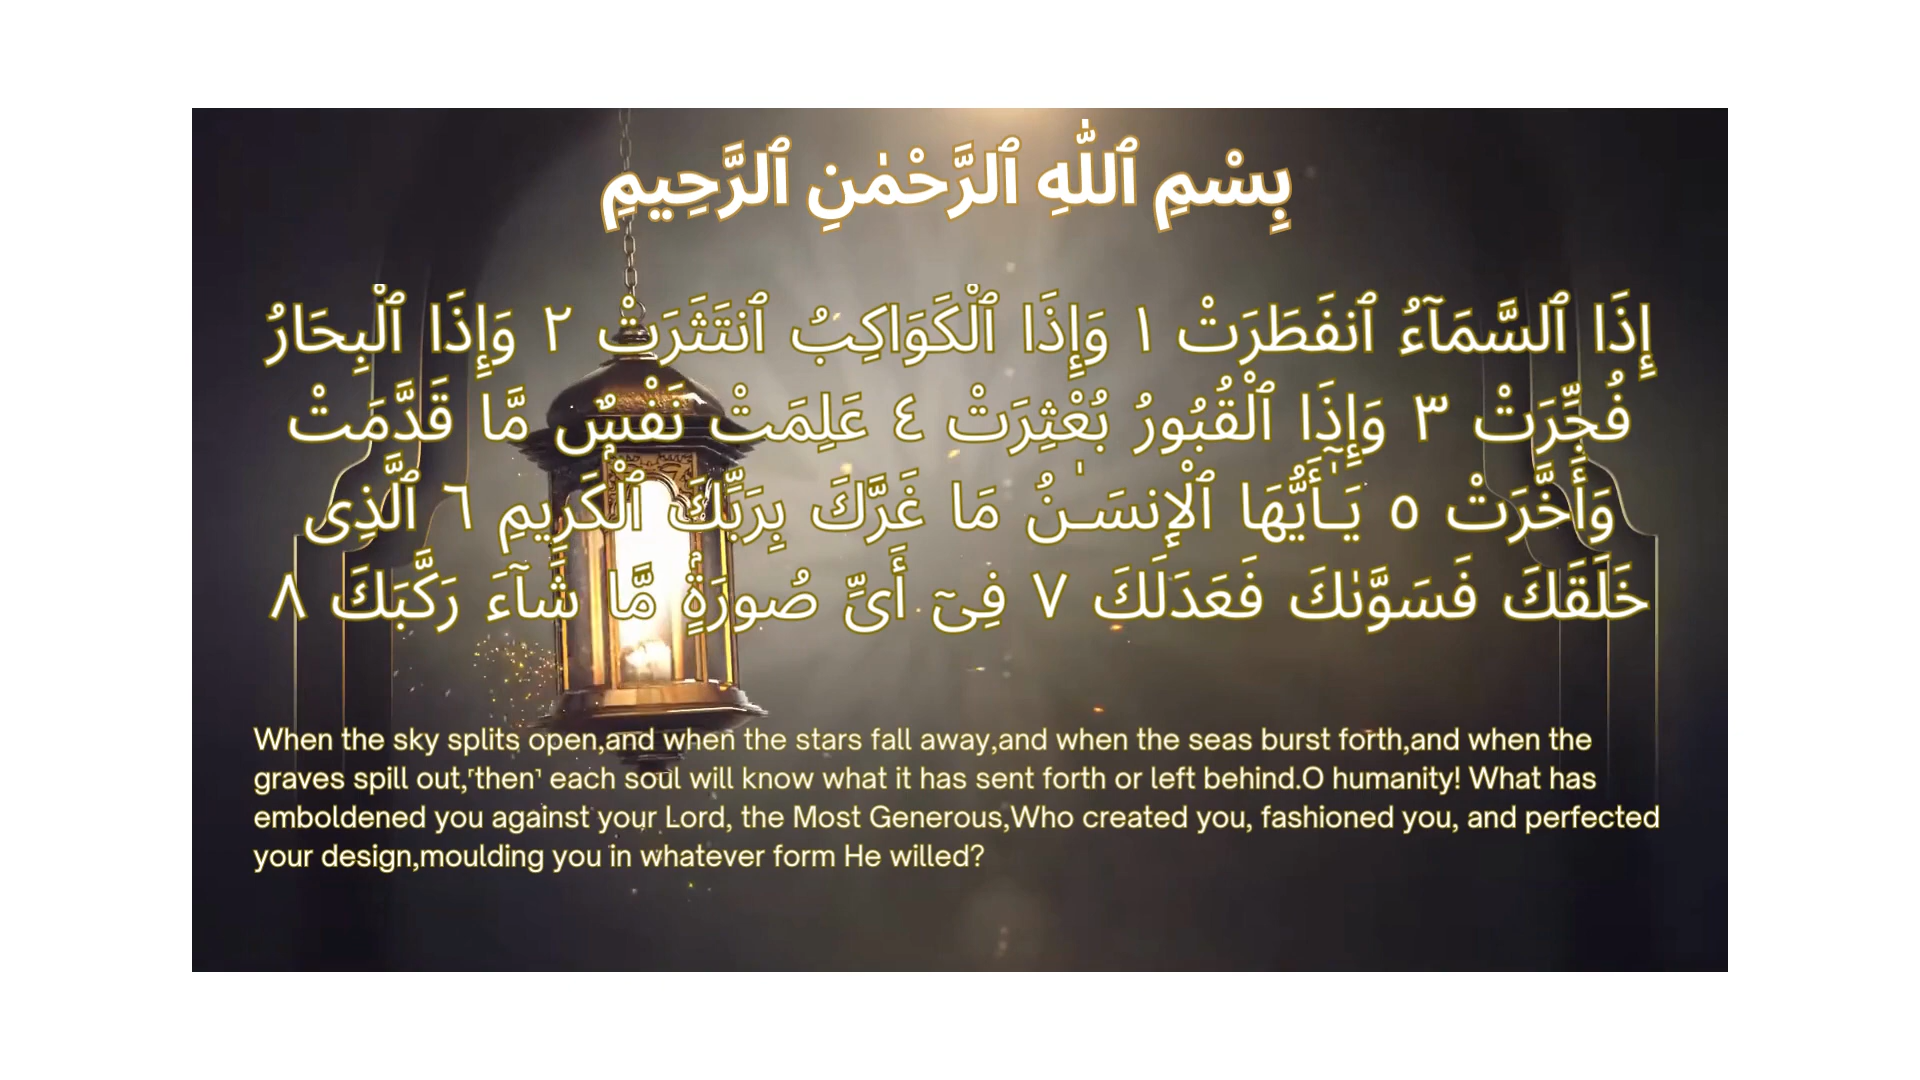 بِسْمِ ٱللَّهِ ٱلرَّحْمَٰنِ ٱلرَّحِيمِ
إِذَا ٱلسَّمَآءُ ٱنفَطَرَتْ ١ وَإِذَا ٱلْكَوَاكِبُ ٱنتَثَرَتْ ٢ وَإِذَا ٱلْبِحَارُ
فُجِّرَتْ ٣ وَإِذَا ٱلْقُبُورُ بُعْثِرَتْ ٤ عَلِمَتْ نَفْسٌۭ مَّا قَدَّمَتْ
وَأَخَّرَتْ ٥ يَـٰٓأَيُّهَا ٱلْإِنسَـٰنُ مَا غَرَّكَ بِرَبِّكَ ٱلْكَرِيمِ ٦ ٱلَّذِى
خَلَقَكَ فَسَوَّىٰكَ فَعَدَلَكَ ٧ فِىٓ أَىِّ صُورَةٍۢ مَّا شَآءَ رَكَّبَكَ ٨
When the sky splits open,and when the stars fall away,and when the seas burst forth,and when the
graves spill out,˹then˺ each soul will know what it has sent forth or left behind.O humanity! What has
emboldened you against your Lord, the Most Generous,Who created you, fashioned you, and perfected
your design,moulding you in whatever form He willed?